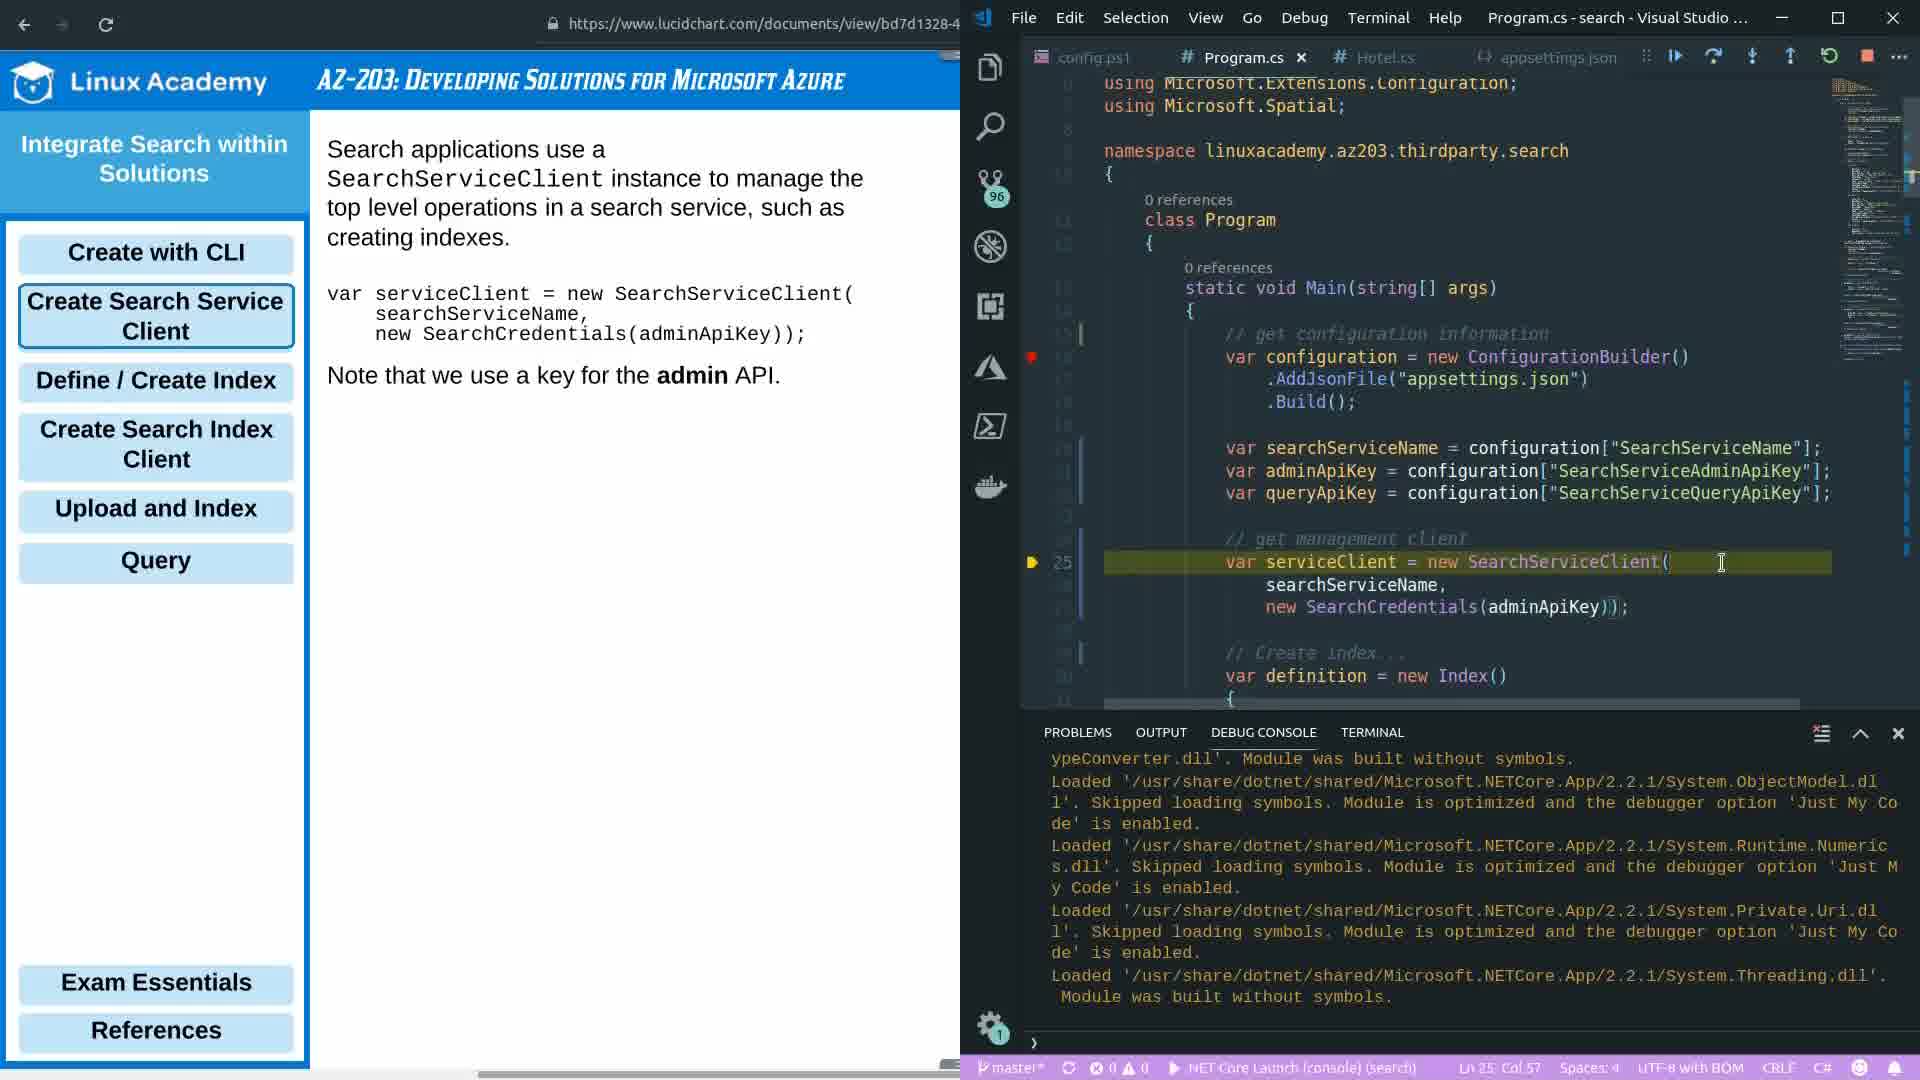 https://www.lucidchart.com/documents/view/bd7d1328-4
Linux Academy
AZ-203: Developing Solutions for Microsoft Azure
Integrate Search within
Solutions
Create with CLI
Create Search Service
Client
Define / Create Index
Create Search Index
Client
Upload and Index
Query
Exam Essentials
References
Search applications use a
SearchServiceClient instance to manage the
top level operations in a search service, such as
creating indexes.
var serviceClient = new SearchServiceClient(
searchServiceName,
new SearchCredentials(adminApiKey));
Note that we use a key for the admin API.
File Edit Selection View Go Debug Terminal Help Program.cs - search - Visual Studio ...
config.ps1 # Program.cs # Hotel.cs {} appsettings.json
96
using Microsoft.Extensions.Configuration;
using Microsoft.Spatial;
namespace linuxacademy.az203.thirdparty.search
{
0 references
class Program
{
0 references
static void Main(string[] args)
{
// get configuration information
var configuration = new ConfigurationBuilder()
.AddJsonFile("appsettings.json")
.Build();
var searchServiceName = configuration["SearchServiceName"];
var adminApiKey = configuration["SearchServiceAdminApiKey"];
var queryApiKey = configuration["SearchServiceQueryApiKey"];
// get management client
25 var serviceClient = new SearchServiceClient(
searchServiceName,
new SearchCredentials(adminApiKey));
// Create index...
var definition = new Index()
{
PROBLEMS OUTPUT DEBUG CONSOLE TERMINAL
ypeConverter.dll'. Module was built without symbols.
Loaded '/usr/share/dotnet/shared/Microsoft.NETCore.App/2.2.1/System.ObjectModel.dl
l'. Skipped loading symbols. Module is optimized and the debugger option 'Just My Co
de' is enabled.
Loaded '/usr/share/dotnet/shared/Microsoft.NETCore.App/2.2.1/System.Runtime.Numeric
s.dll'. Skipped loading symbols. Module is optimized and the debugger option 'Just M
y Code' is enabled.
Loaded '/usr/share/dotnet/shared/Microsoft.NETCore.App/2.2.1/System.Private.Uri.dl
l'. Skipped loading symbols. Module is optimized and the debugger option 'Just My Co
de' is enabled.
Loaded '/usr/share/dotnet/shared/Microsoft.NETCore.App/2.2.1/System.Threading.dll'.
Module was built without symbols.
1
master* 0 0 .NET Core Launch (console) (search) Ln 25, Col 57 Spaces: 4 UTF-8 with BOM CRLF C#